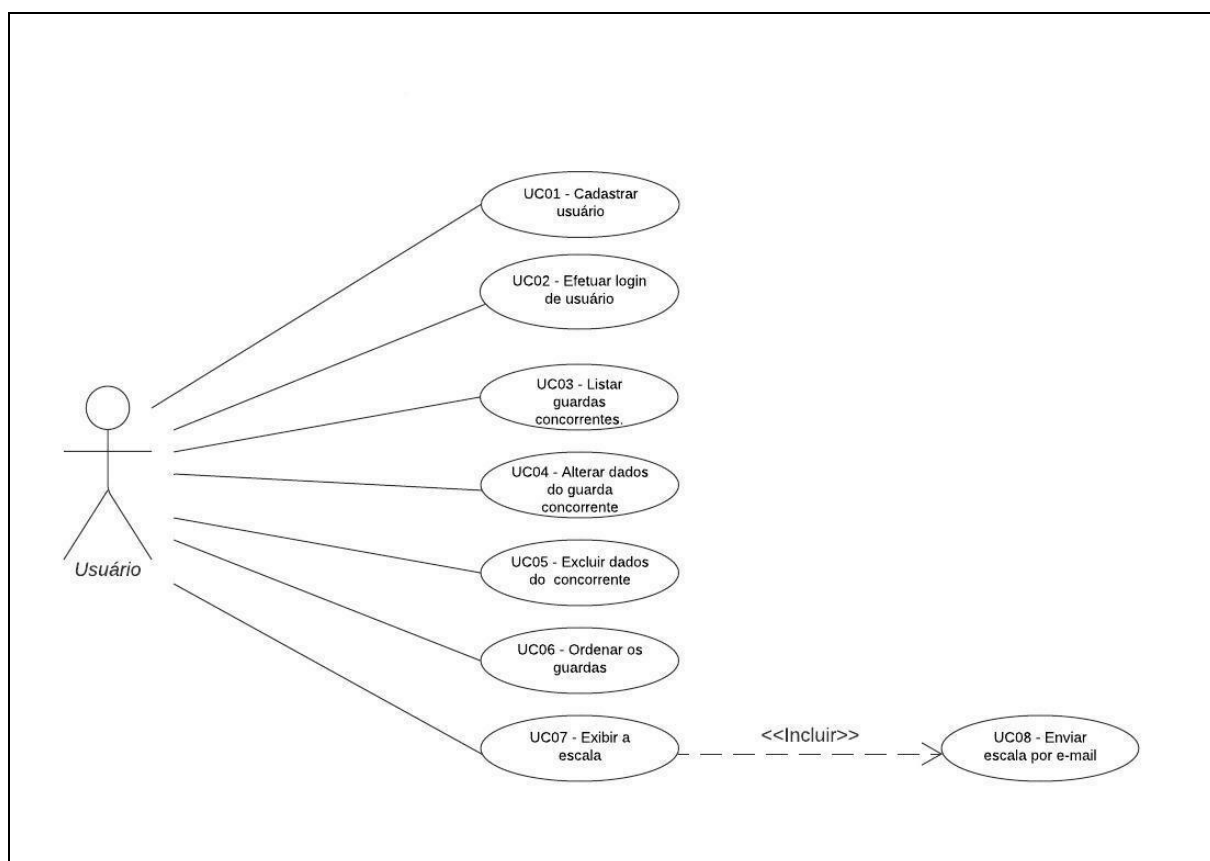 UC01 - Cadastrar
usuário
UC02 - Efetuar login
de usuário
UC03 - Listar
guardas
concorrentes.
UC04 - Alterar dados
do guarda
concorrente
Usuário
UC05 - Excluir dados
do concorrente
UC06 - Ordenar os
guardas
UC07 - Exibir a
escala
<<Incluir>>
UC08 - Enviar
escala por e-mail